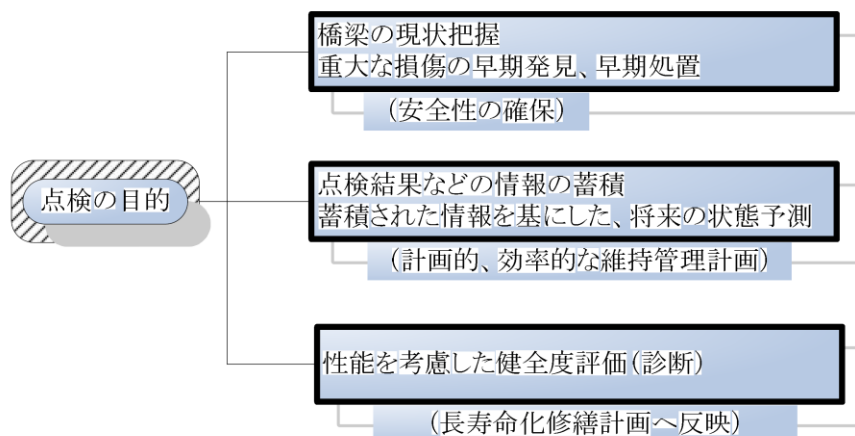 橋梁の現状把握
重大な損傷の早期発見、早期処置
(安全性の確保)
点検の目的
点検結果などの情報の蓄積
蓄積された情報を基にした、将来の状態予測
(計画的、効率的な維持管理計画)
性能を考慮した健全度評価(診断)
(長寿命化修繕計画へ反映)